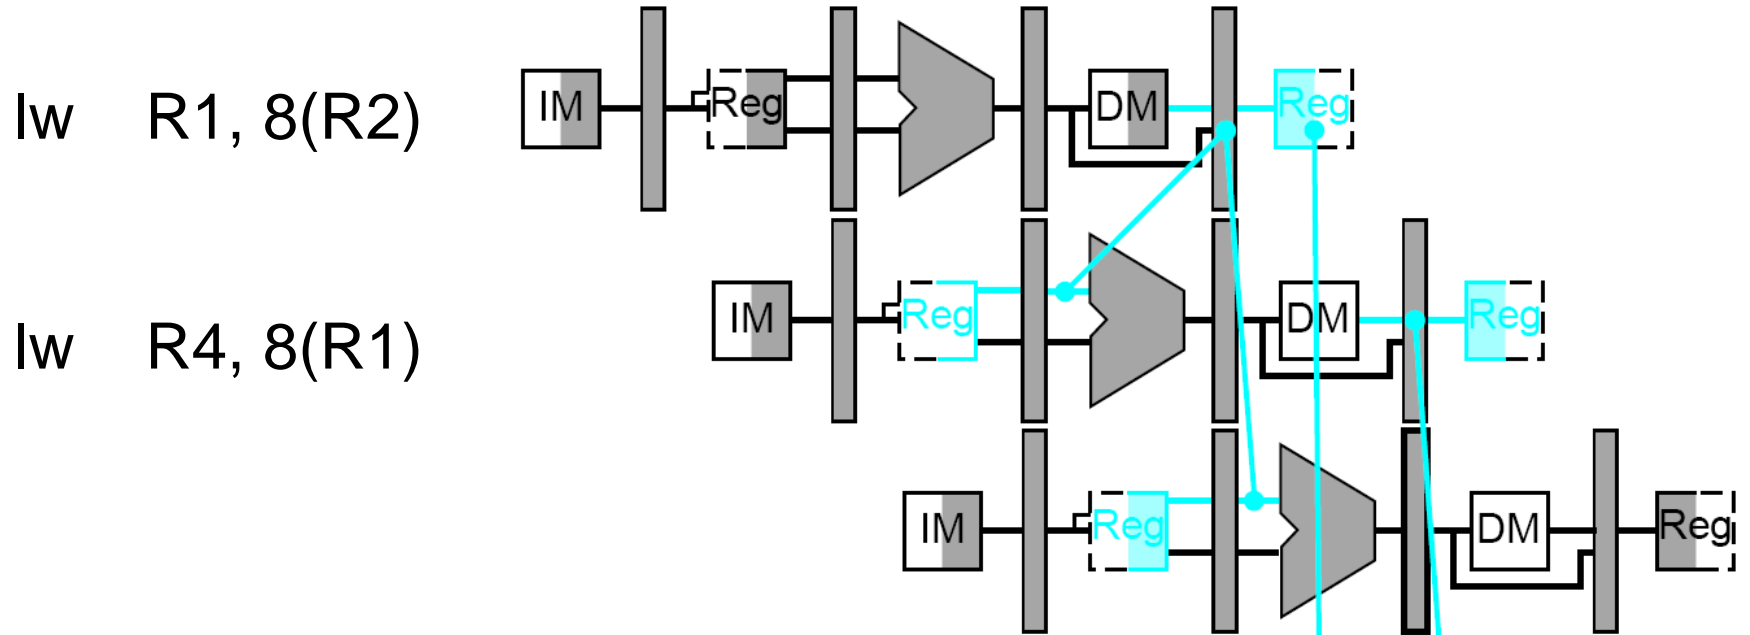 lw R1, 8(R2) IM Reg DM Reg
lw R4, 8(R1) IM Reg DM Reg
IM Reg DM Reg